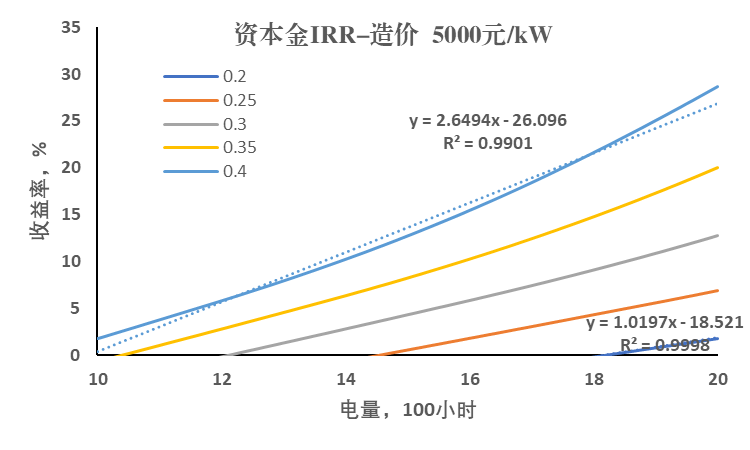 资本金IRR–造价 5000元/kW
35
30
25
20
15
10
5
0
收益率，%
0.2
0.25
0.3
0.35
0.4
y = 2.6494x - 26.096
R² = 0.9901
y = 1.0197x - 18.521
R² = 0.9998
10 12 14 16 18 20
电量，100小时